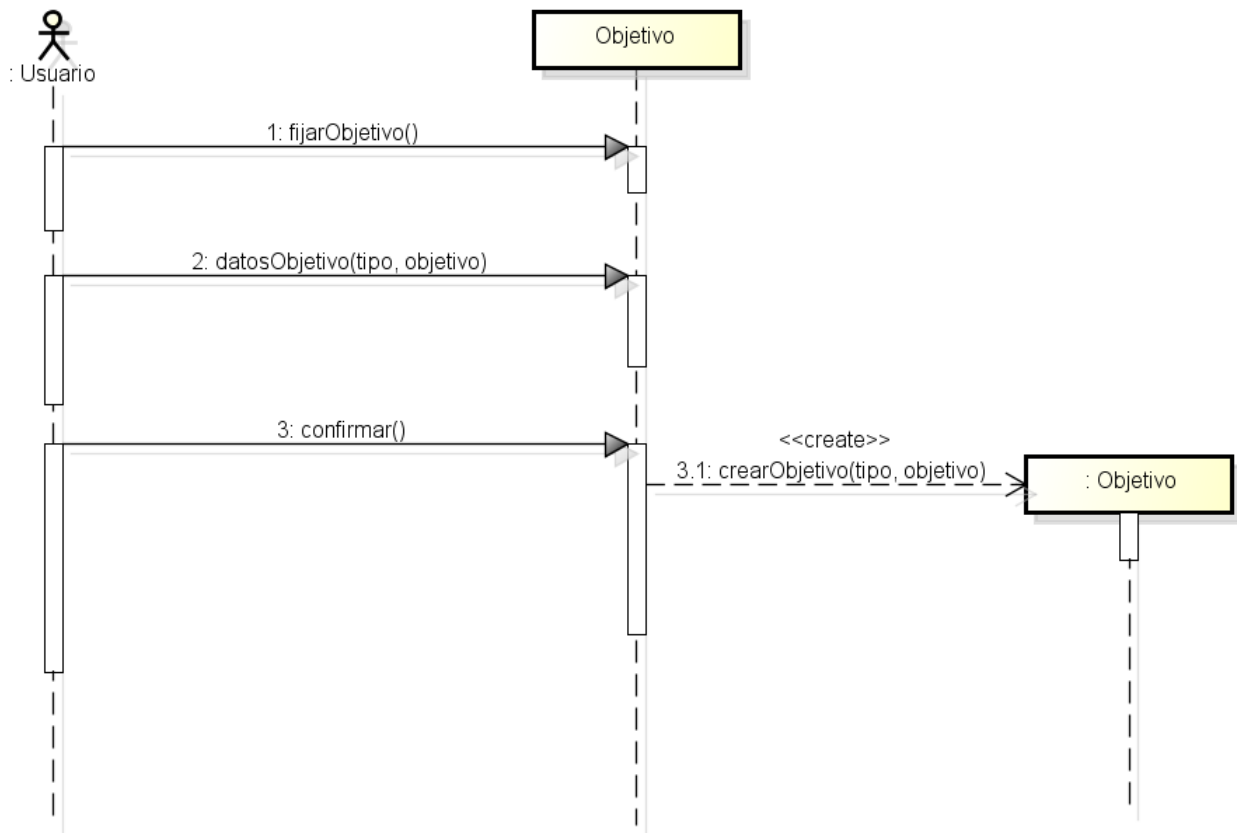 Objetivo
: Usuario
1: fijarObjetivo()
2: datosObjetivo(tipo, objetivo)
3: confirmar()
<<create>>
3.1: crearObjetivo(tipo, objetivo)
: Objetivo